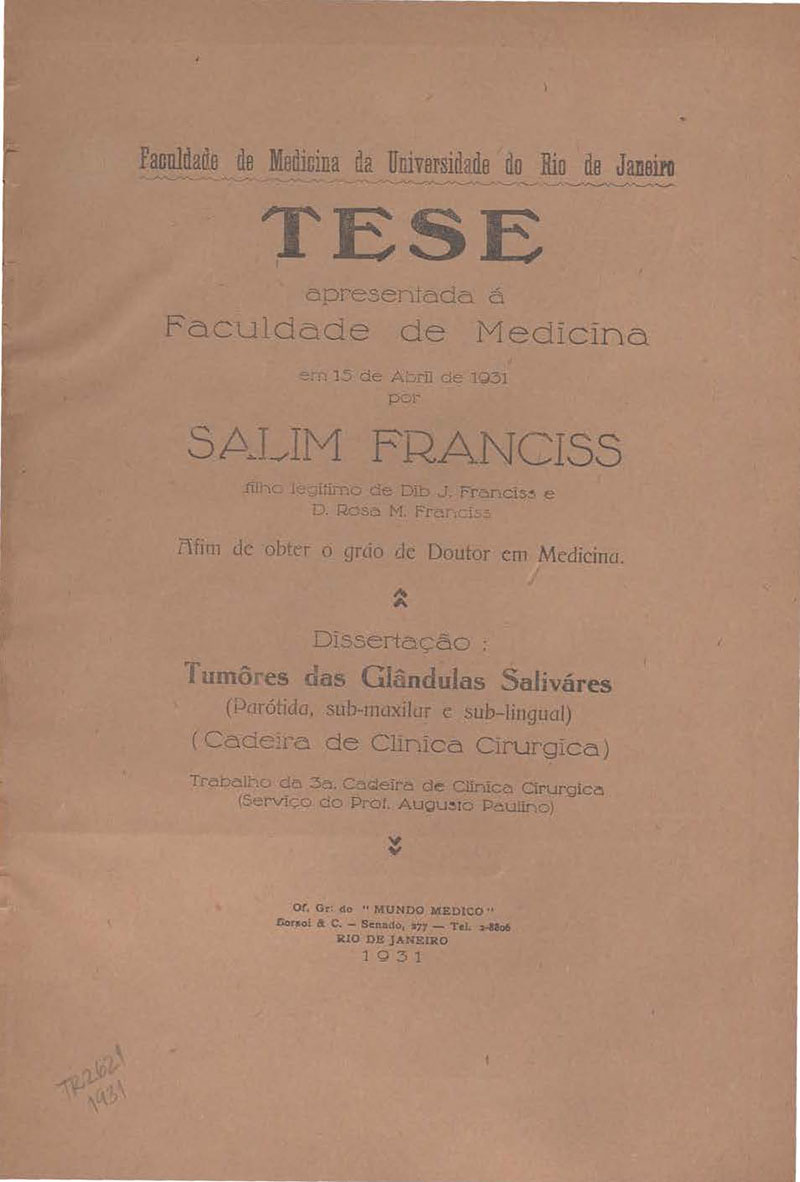 Faculdade de Medicina da Universidade do Rio de Janeiro
TESE
apresentada á
Faculdade de Medicina
em 15 de Abril de 1931
por
SALIM FRANCISS
filho legitimo de Dib J. Franciss e
D. Rosa M. Franciss
Afim de obter o gráo de Doutor em Medicina.
Dissertação :
Tumôres das Glândulas Saliváres
(Parótida, sub-maxilar e sub-lingual)
(Cadeira de Clinica Cirurgica)
Trabalho da 3a. Cadeira de Clinica Cirurgica
(Serviço do Prof. Augusto Paulino)
Of. Gr: do " MUNDO MEDICO "
Borsoi & C. — Senado, 277 — Tel. 2-8806
RIO DE JANEIRO
1931
TR2621
1931